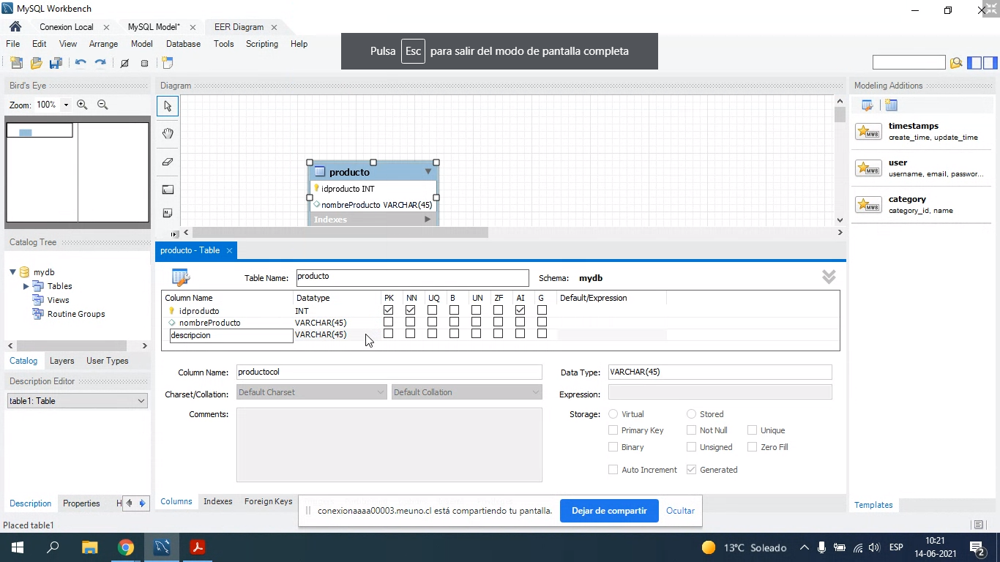 MySQL Workbench
Conexion Local
MySQL Model*
EER Diagram
File Edit View Arrange Model Database Tools Scripting Help
Pulsa Esc para salir del modo de pantalla completa
Bird's Eye
Diagram
Modeling Additions
Zoom: 100%
timestamps
create_time, update_time
user
username, email, passwor...
category
category_id, name
producto
idproducto INT
nombreProducto VARCHAR(45)
Indexes
Catalog Tree
mydb
Tables
Views
Routine Groups
Catalog Layers User Types
Description Editor
table1: Table
Description Properties H
producto - Table
Table Name: producto Schema: mydb
Column Name Datatype PK NN UQ B UN ZF AI G Default/Expression
idproducto INT
nombreProducto VARCHAR(45)
descripcion VARCHAR(45)
Column Name: productocol Data Type: VARCHAR(45)
Charset/Collation: Default Charset Default Collation Expression:
Comments: Storage: Virtual Stored
Primary Key Not Null Unique
Binary Unsigned Zero Fill
Auto Increment Generated
Columns Indexes Foreign Keys
conexionaaaa00003.meuno.cl está compartiendo tu pantalla. Dejar de compartir Ocultar
Templates
Placed table1
13°C Soleado ESP 10:21
14-06-2021
2